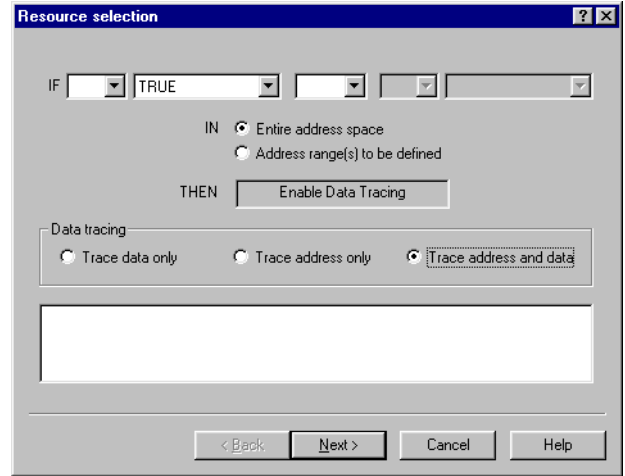 Resource selection
IF TRUE
IN Entire address space
Address range(s) to be defined
THEN Enable Data Tracing
Data tracing
Trace data only Trace address only Trace address and data
< Back Next > Cancel Help